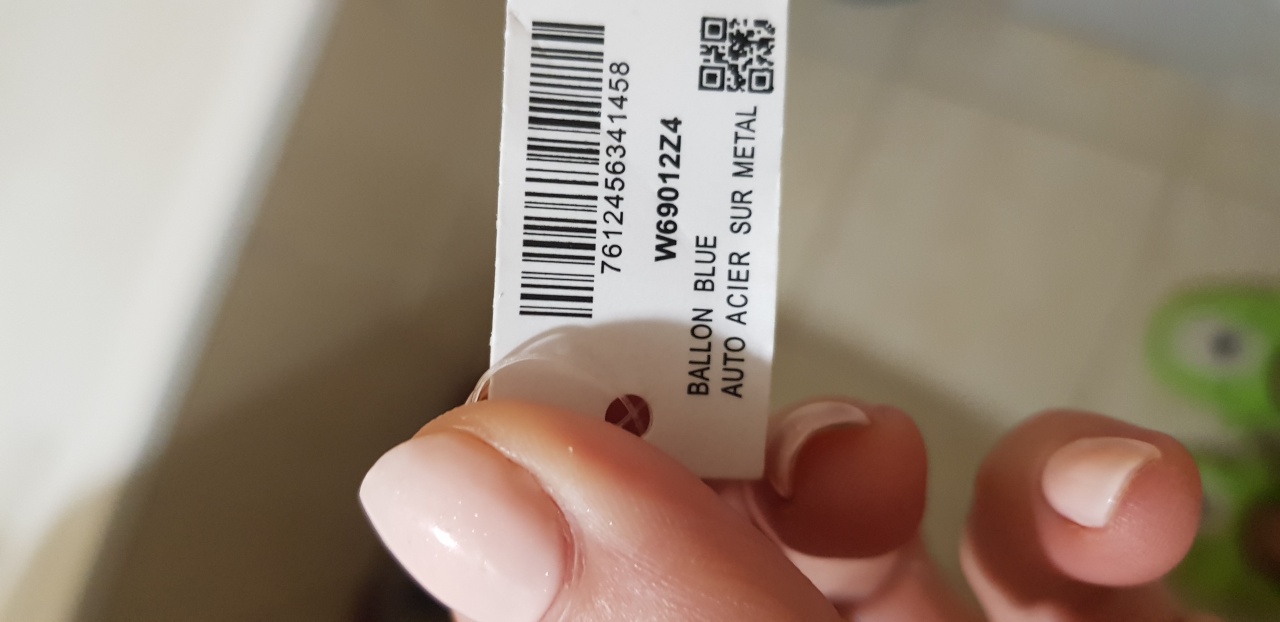 7612456341458
W69012Z4
BALLON BLUE
AUTO ACIER SUR METAL